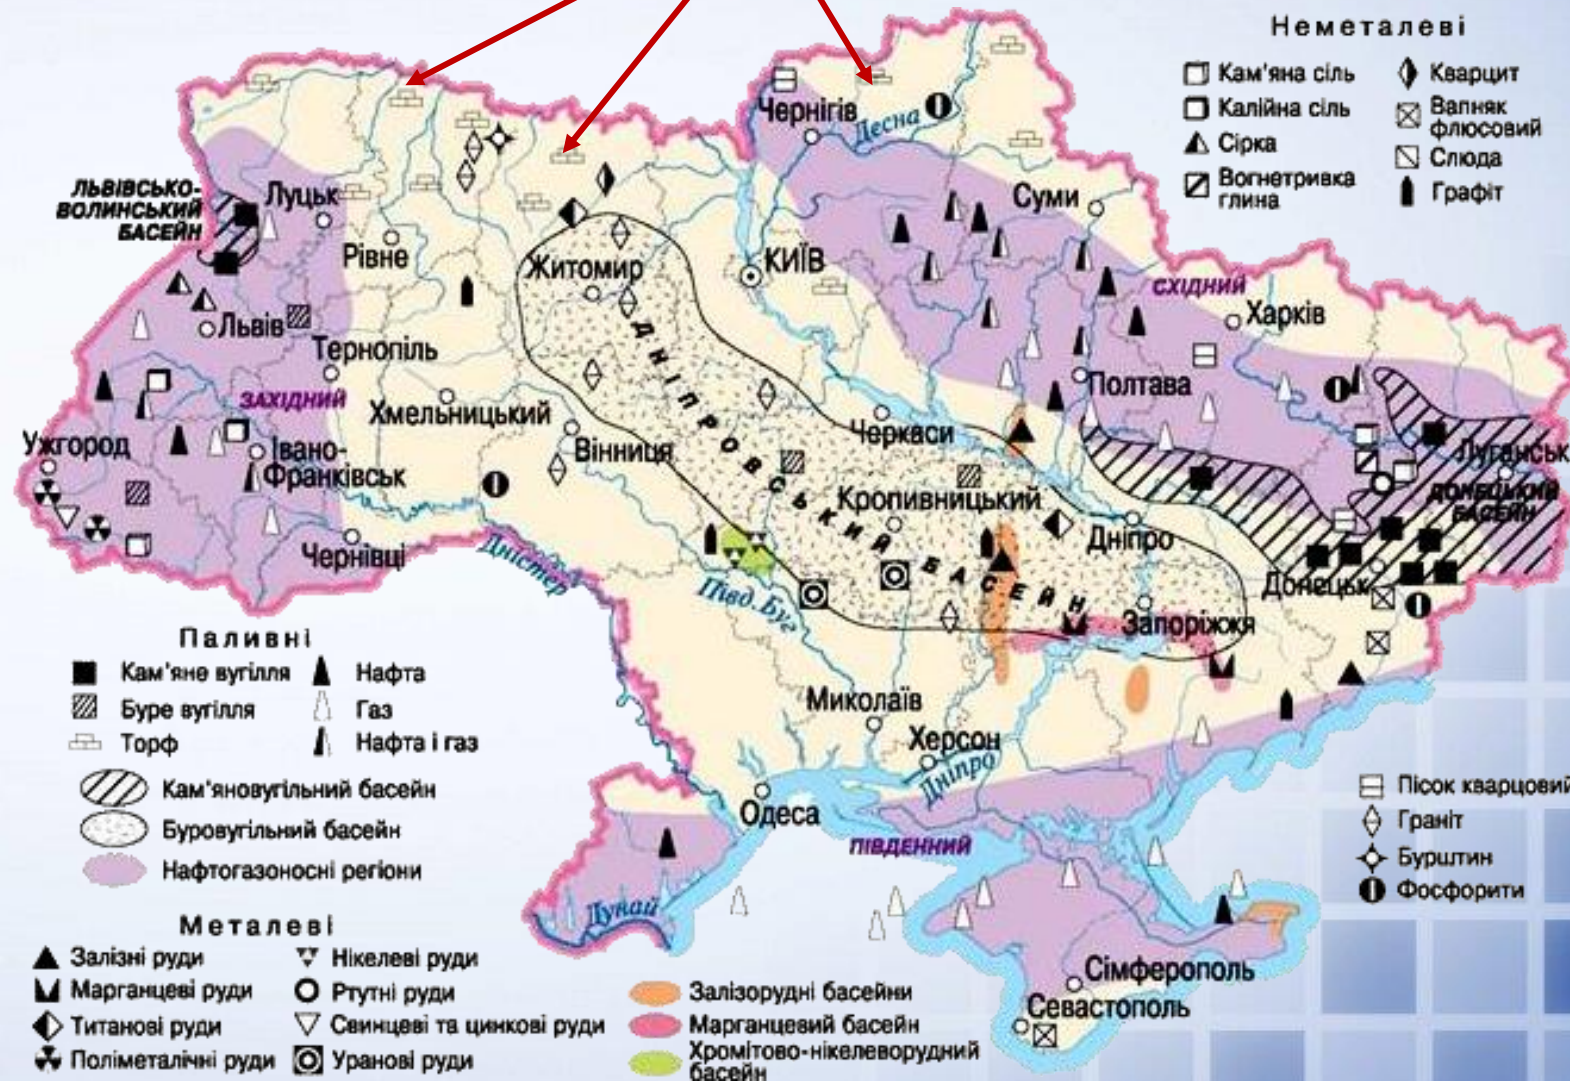 Неметалеві
Кам'яна сіль
Кварцит
Калійна сіль
Вапняк
флюсовий
Сірка
Слюда
Вогнетривка
глина
Графіт
Чернігів
Десна
ЛЬВІВСЬКО-
ВОЛИНСЬКИЙ
БАСЕЙН
Луцьк
Рівне
Суми
Житомир
КИЇВ
СХІДНИЙ
Харків
Львів
Тернопіль
ДНІПРОВСЬКИЙ БАСЕЙН
Полтава
ЗАХІДНИЙ
Хмельницький
Ужгород
Івано-
Франківськ
Вінниця
Черкаси
Луганськ
ДОНЕЦЬКИЙ
БАСЕЙН
Кропивницький
Чернівці
Дністер
Дніпро
Донецьк
Півд. Буг
Запоріжжя
Паливні
Кам'яне вугілля
Нафта
Буре вугілля
Газ
Торф
Нафта і газ
Миколаїв
Херсон
Дніпро
Кам'яновугільний басейн
Буровугільний басейн
Нафтогазоносні регіони
Одеса
ПІВДЕННИЙ
Пісок кварцовий
Граніт
Бурштин
Фосфорити
Дунай
Металеві
Залізні руди
Нікелеві руди
Марганцеві руди
Ртутні руди
Титанові руди
Свинцеві та цинкові руди
Поліметалічні руди
Уранові руди
Залізорудні басейни
Марганцевий басейн
Хромітово-нікелеворудний
басейн
Сімферополь
Севастополь